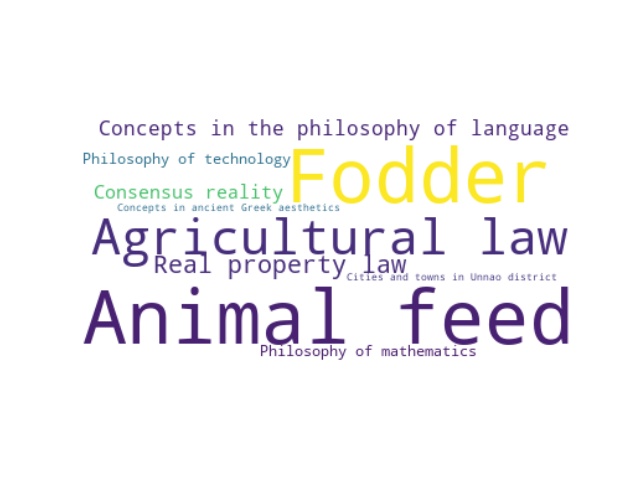 Concepts in the philosophy of language
Philosophy of technology
Fodder
Consensus reality
Concepts in ancient Greek aesthetics
Agricultural law
Real property law
Cities and towns in Unnao district
Animal feed
Philosophy of mathematics